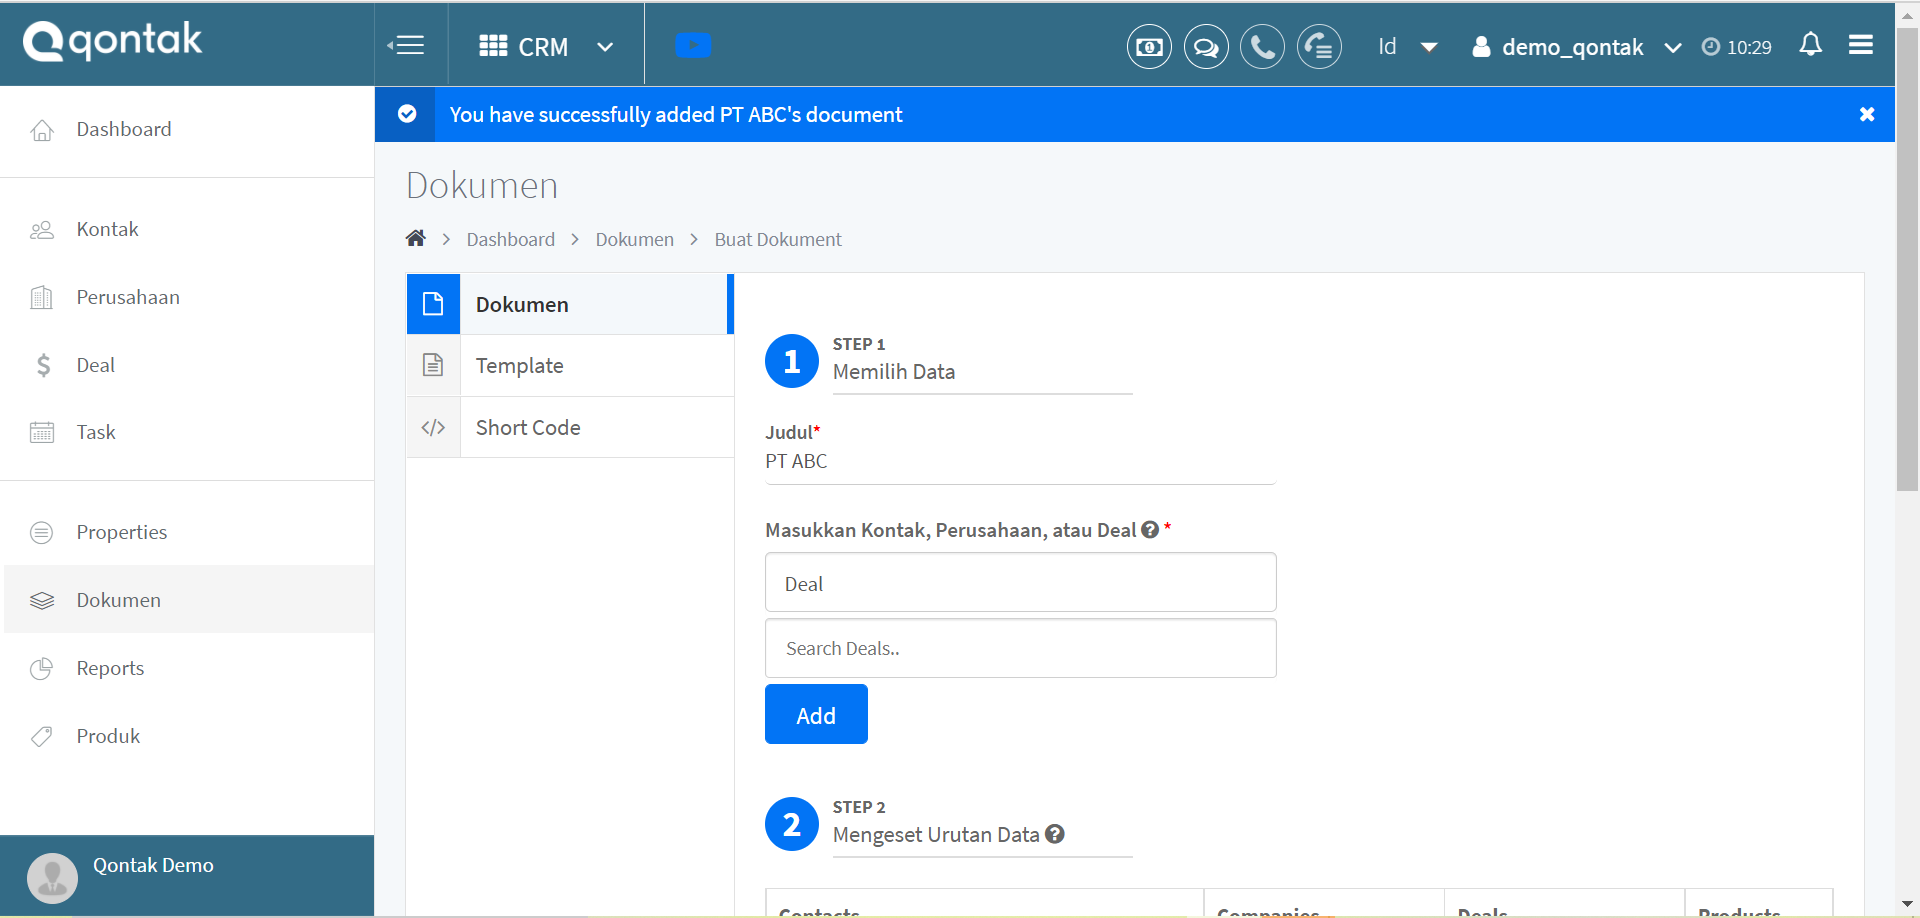 qontak
CRM
Id
demo_qontak
10:29
You have successfully added PT ABC's document
Dashboard
Kontak
Perusahaan
Deal
Task
Properties
Dokumen
Reports
Produk
Qontak Demo
Dokumen
Dashboard > Dokumen > Buat Dokument
Dokumen
Template
</> Short Code
1 STEP 1
Memilih Data
Judul*
PT ABC
Masukkan Kontak, Perusahaan, atau Deal ? *
Deal
Search Deals..
Add
2 STEP 2
Mengeset Urutan Data ?
Contacts Companies Deals Products